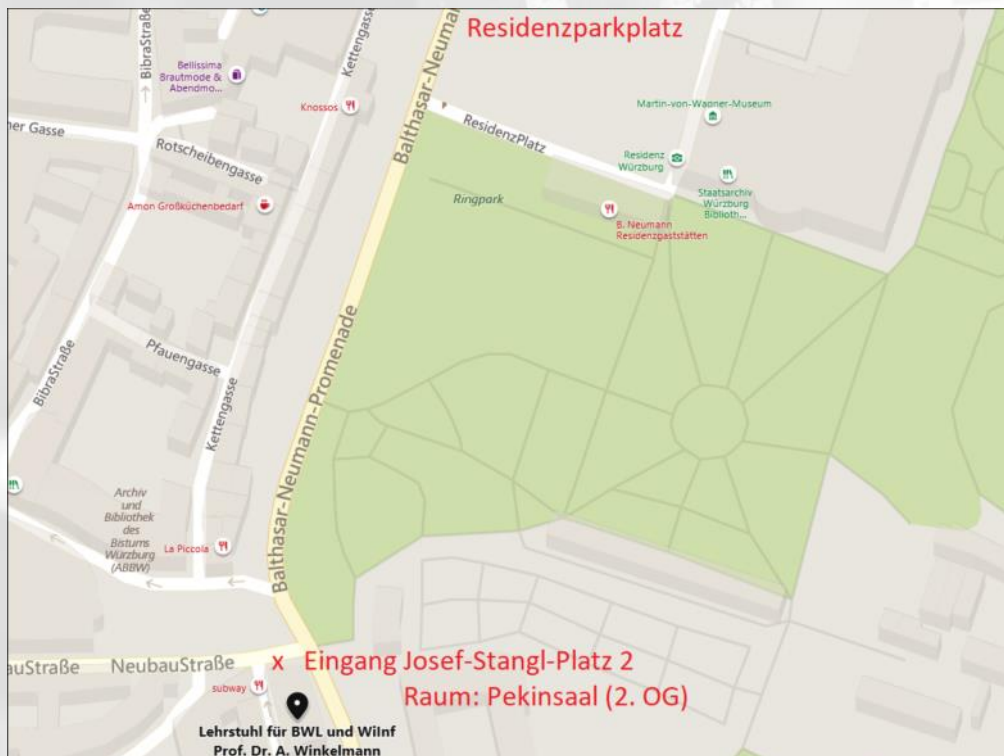 Residenzparkplatz
BibraStraße
Kettengasse
Balthasar-Neumann
Bellissima
Brautmode &
Abendmo...
Knossos
Martin-von-Wagner-Museum
ner Gasse
ResidenzPlatz
Rotscheibengasse
Residenz
Würzburg
Staatsarchiv
Würzburg
Biblioth...
Ringpark
Amon Großküchenbedarf
B. Neumann
Residenzgaststätten
Pfauengasse
BibraStraße
Kettengasse
Balthasar-Neumann-Promenade
Archiv
und
Bibliothek
des
Bistums
Würzburg
(ABBW)
La Piccola
auStraße NeubauStraße x Eingang Josef-Stangl-Platz 2
subway
Raum: Pekinsaal (2. OG)
Lehrstuhl für BWL und WiInf
Prof. Dr. A. Winkelmann